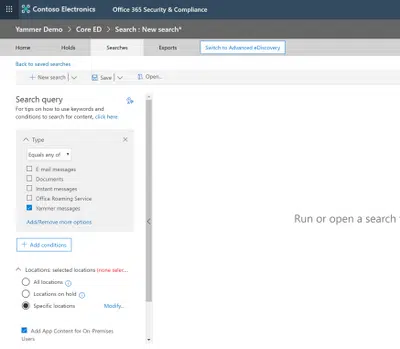 Contoso Electronics
Office 365 Security & Compliance
Yammer Demo > Core ED > Search : New search*
Home
Holds
Searches
Exports
Switch to Advanced eDiscovery
Back to saved searches
New search
Save
Open..
Search query
For tips on how to use keywords and
conditions to search for content, click here
Type
Equals any of
E-mail messages
Documents
Instant messages
Office Roaming Service
Yammer messages
Add/Remove more options
Add conditions
Locations: selected locations (none selec...
All locations
Locations on hold
Specific locations
Modify..
Add App Content for On-Premises
Users
Run or open a search